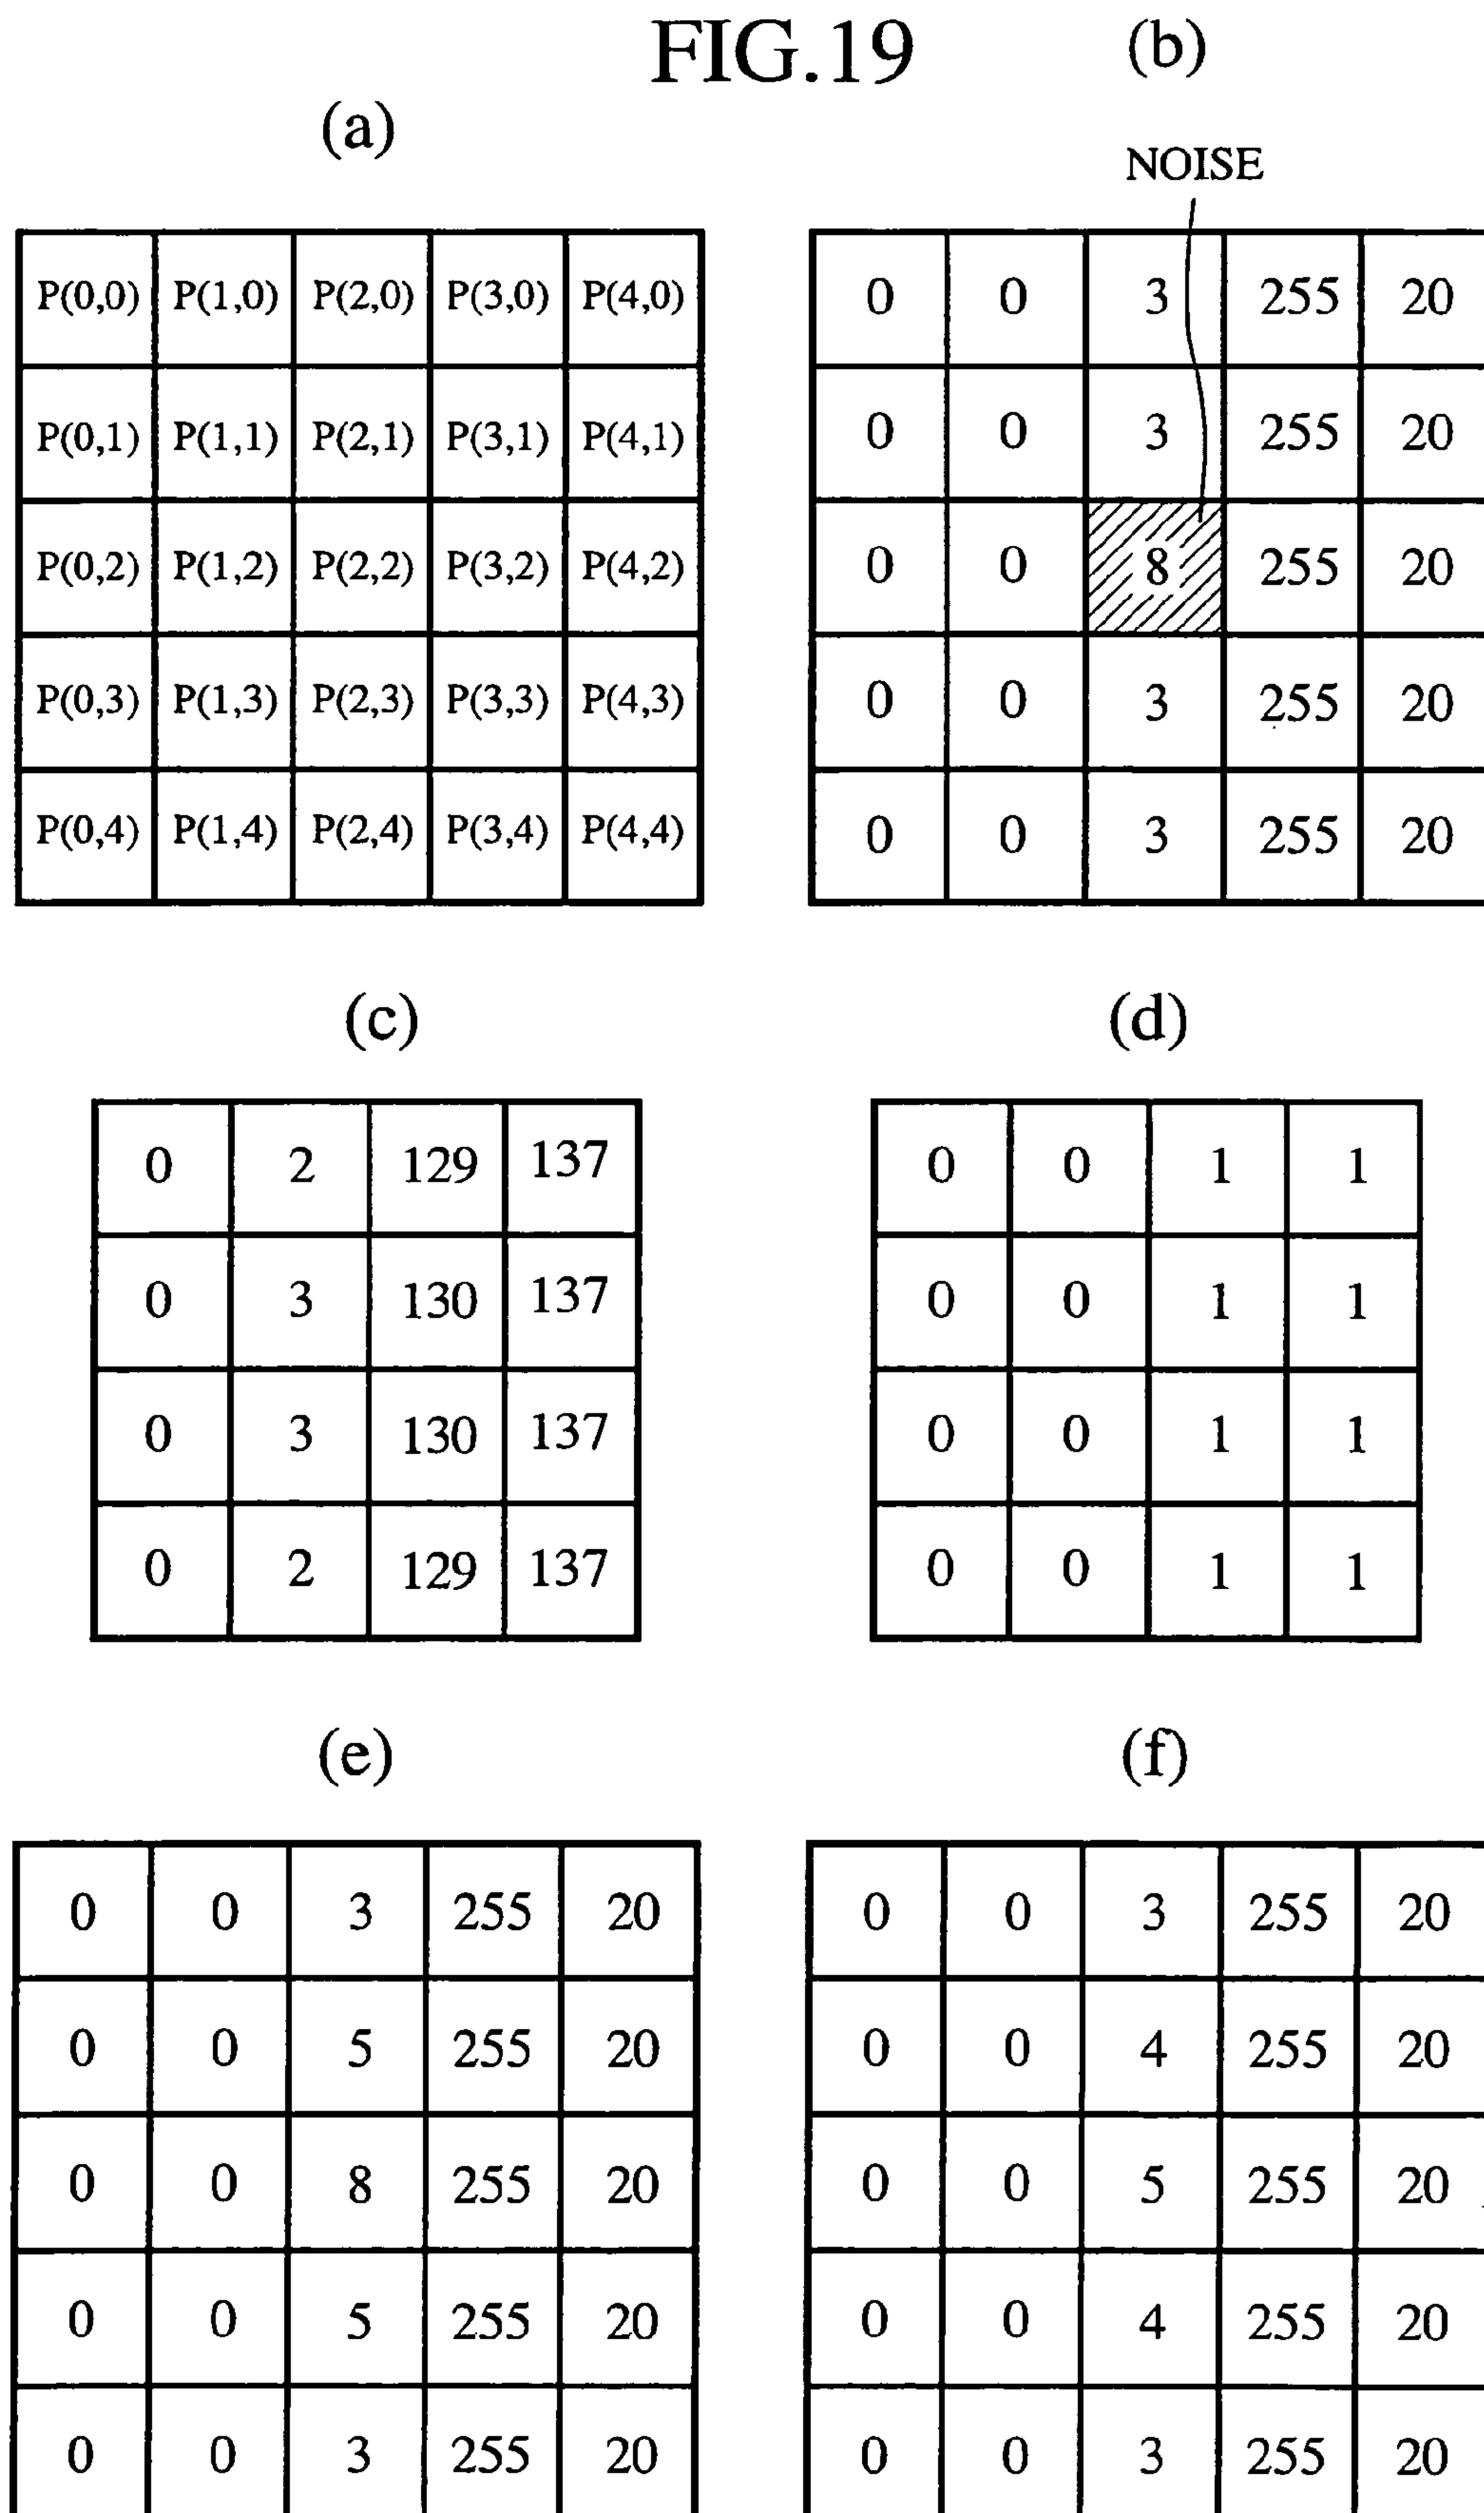 FIG.19
(a)
P(0,0) P(1,0) P(2,0) P(3,0) P(4,0)
P(0,1) P(1,1) P(2,1) P(3,1) P(4,1)
P(0,2) P(1,2) P(2,2) P(3,2) P(4,2)
P(0,3) P(1,3) P(2,3) P(3,3) P(4,3)
P(0,4) P(1,4) P(2,4) P(3,4) P(4,4)
(b)
NOISE
0 0 3 255 20
0 0 3 255 20
0 0 8 255 20
0 0 3 255 20
0 0 3 255 20
(c)
0 2 129 137
0 3 130 137
0 3 130 137
0 2 129 137
(d)
0 0 1 1
0 0 1 1
0 0 1 1
0 0 1 1
(e)
0 0 3 255 20
0 0 5 255 20
0 0 8 255 20
0 0 5 255 20
0 0 3 255 20
(f)
0 0 3 255 20
0 0 4 255 20
0 0 5 255 20
0 0 4 255 20
0 0 3 255 20